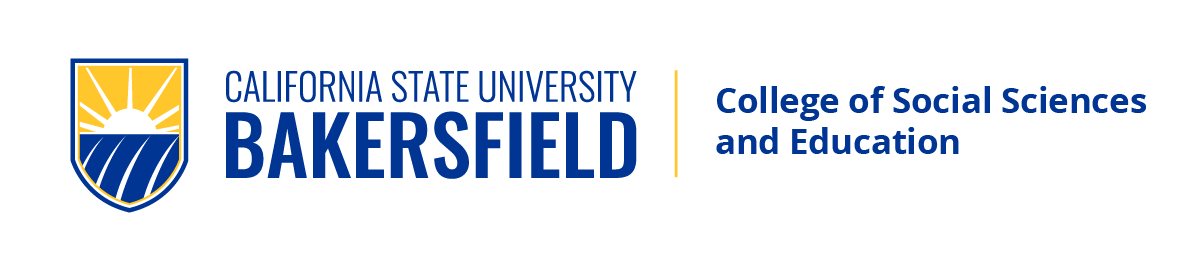 CALIFORNIA STATE UNIVERSITY
BAKERSFIELD
College of Social Sciences
and Education